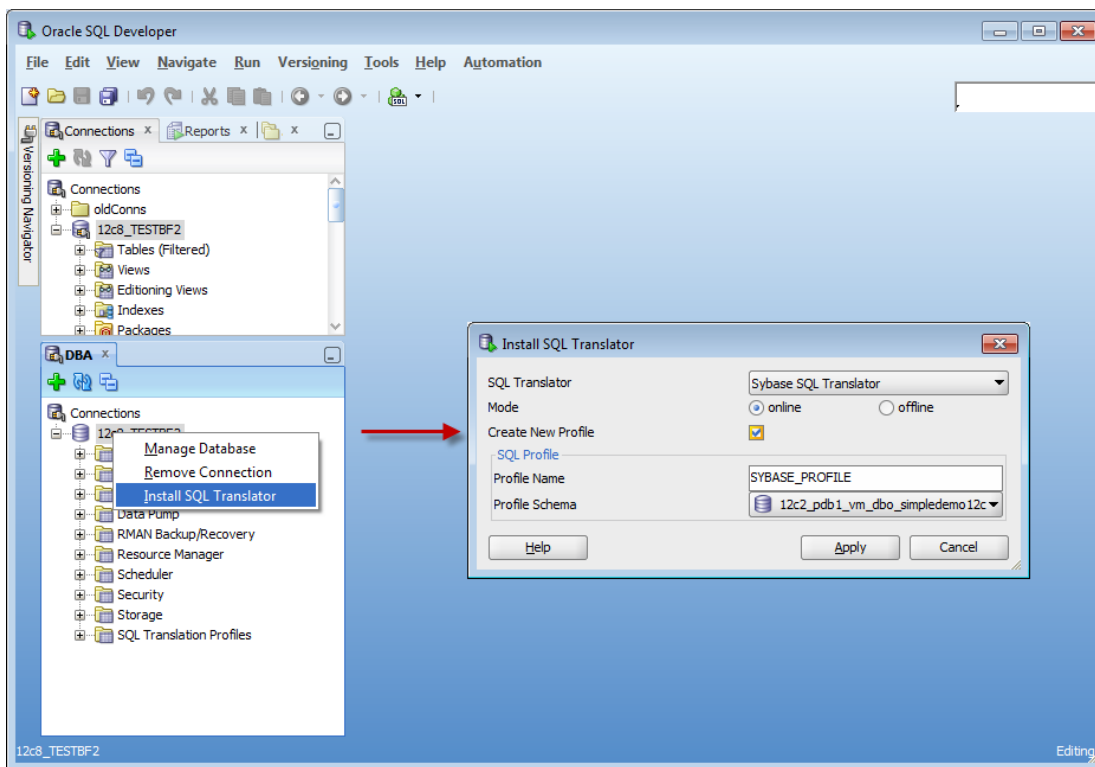 Oracle SQL Developer
File Edit View Navigate Run Versioning Tools Help Automation
SQL
Versioning Navigator
Connections x Reports x x
Connections
oldConns
12c8_TESTBF2
Tables (Filtered)
Views
Editioning Views
Indexes
Packages
DBA x
Connections
Manage Database
Remove Connection
Install SQL Translator
Data Pump
RMAN Backup/Recovery
Resource Manager
Scheduler
Security
Storage
SQL Translation Profiles
Install SQL Translator
SQL Translator Sybase SQL Translator
Mode online offline
Create New Profile
SQL Profile
Profile Name SYBASE_PROFILE
Profile Schema 12c2_pdb1_vm_dbo_simpledemo12c
Help Apply Cancel
12c8_TESTBF2 Editing